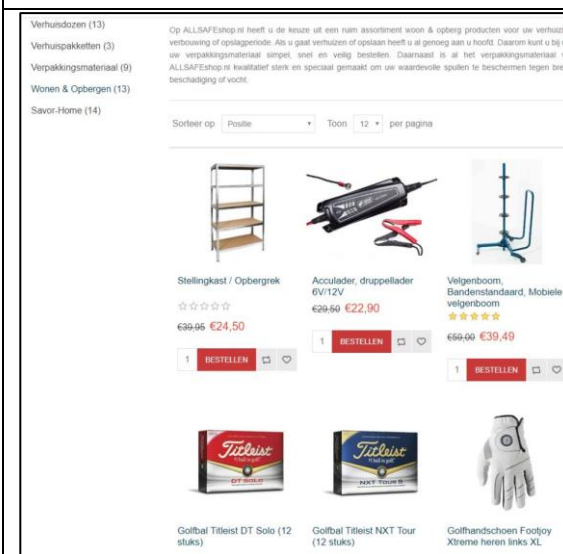 Verhuisdozen (13)
Verhuispakketten (3)
Verpakkingsmateriaal (9)
Wonen & Opbergen (13)
Savor-Home (14)
Op ALLSAFEshop.nl heeft u de keuze uit een ruim assortiment woon & opberg producten voor uw
verbouwing of opslagperiode. Als u gaat verhuizen of opslaan heeft u al genoeg aan u hoofd. Daarom kunt u bij
uw verpakkingsmateriaal simpel, snel en veilig bestellen. Daarnaast is al het verpakkingsmateriaal
ALLSAFEshop.nl kwalitatief sterk en speciaal gemaakt om uw waardevolle spullen te beschermen tegen
beschadiging of vocht.
Sorteer op Positie Toon 12 per pagina
Stellingkast / Opbergrek
€39,95 €24,50
1 BESTELLEN
Acculader, druppellader
6V/12V
€29,50 €22,90
1 BESTELLEN
Velgenboom,
Bandenstandaard, Mobiele
velgenboom
€59,00 €39,49
1 BESTELLEN
Titleist
DT SOLO
Titleist
NXT TOUR S
Golfbal Titleist DT Solo (12
stuks)
Golfbal Titleist NXT Tour
(12 stuks)
Golfhandschoen Footjoy
Xtreme heren links XL